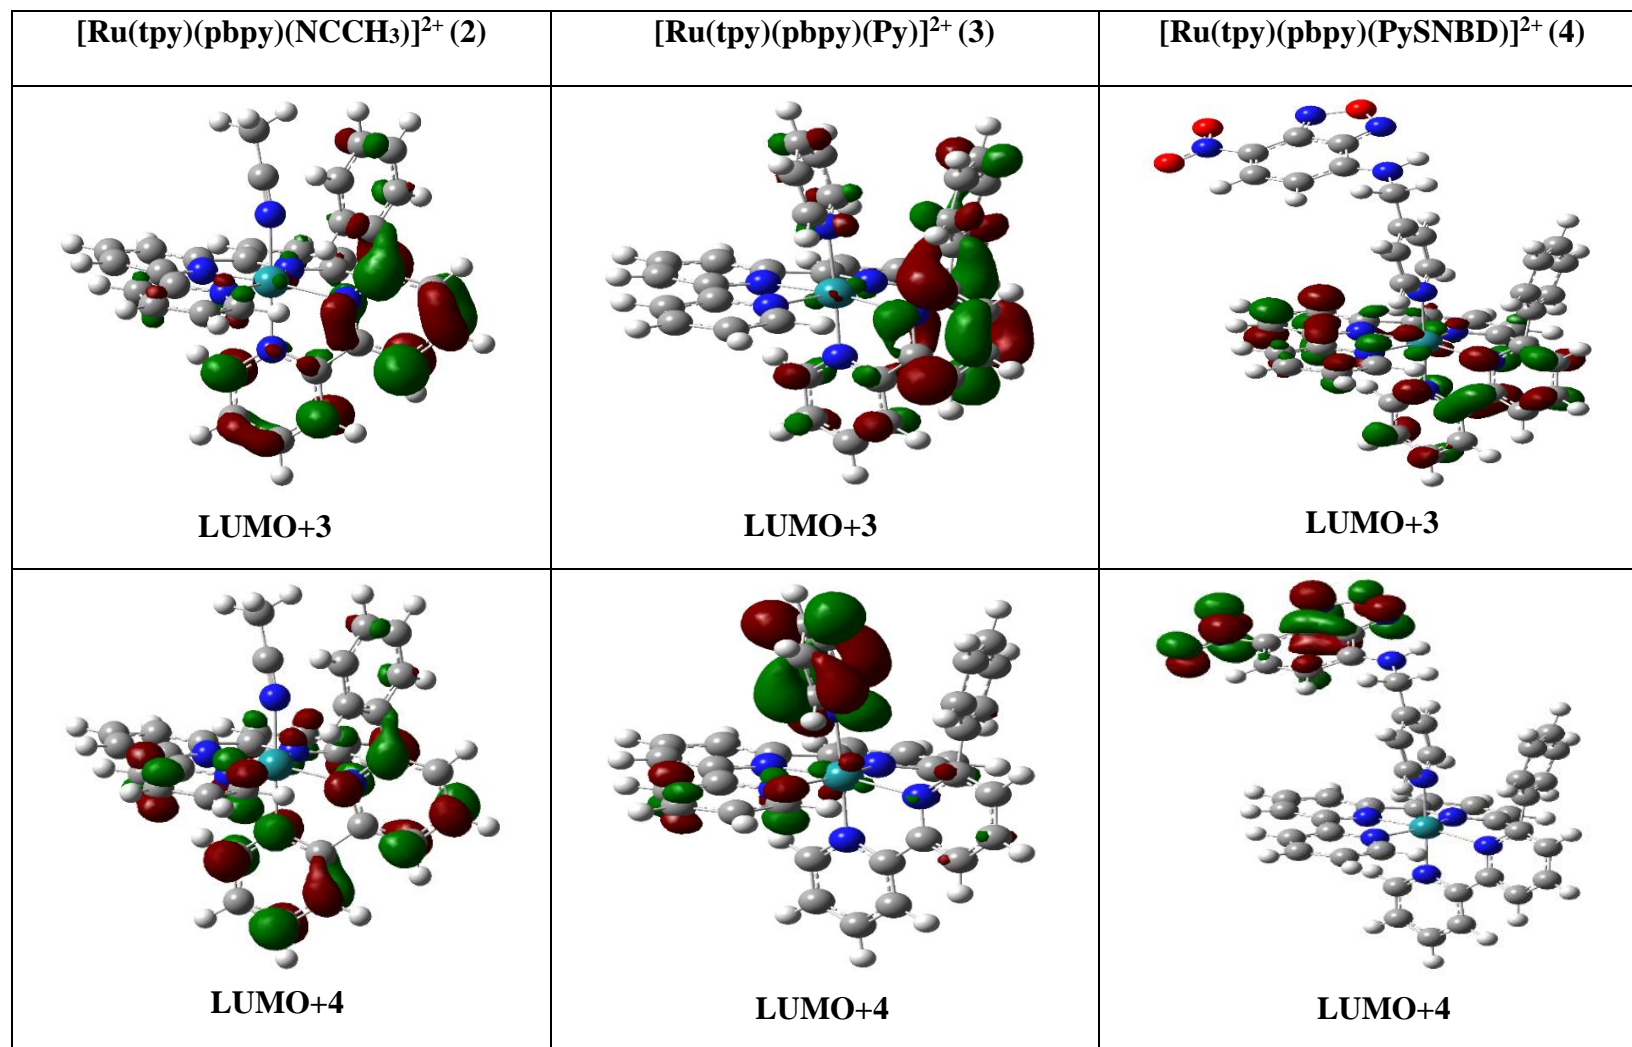 [Ru(tpy)(pbpy)(NCCH₃)]²⁺ (2)
[Ru(tpy)(pbpy)(Py)]²⁺ (3)
[Ru(tpy)(pbpy)(PySNBD)]²⁺ (4)
LUMO+3
LUMO+3
LUMO+3
LUMO+4
LUMO+4
LUMO+4